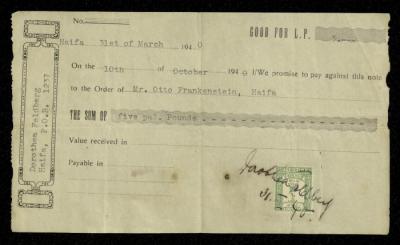 No.
GOOD FOR L.P. 5.
Haifa 31st of March 1940
On the 10th of October 1940 I/We promise to pay against this note
to the Order of Mr. Otto Frankenstein, Haifa
THE SOM OF five pal. Pounds
Value received in
Payable in
Dorothea Feldberg
Haifa, P.O.B. 1237